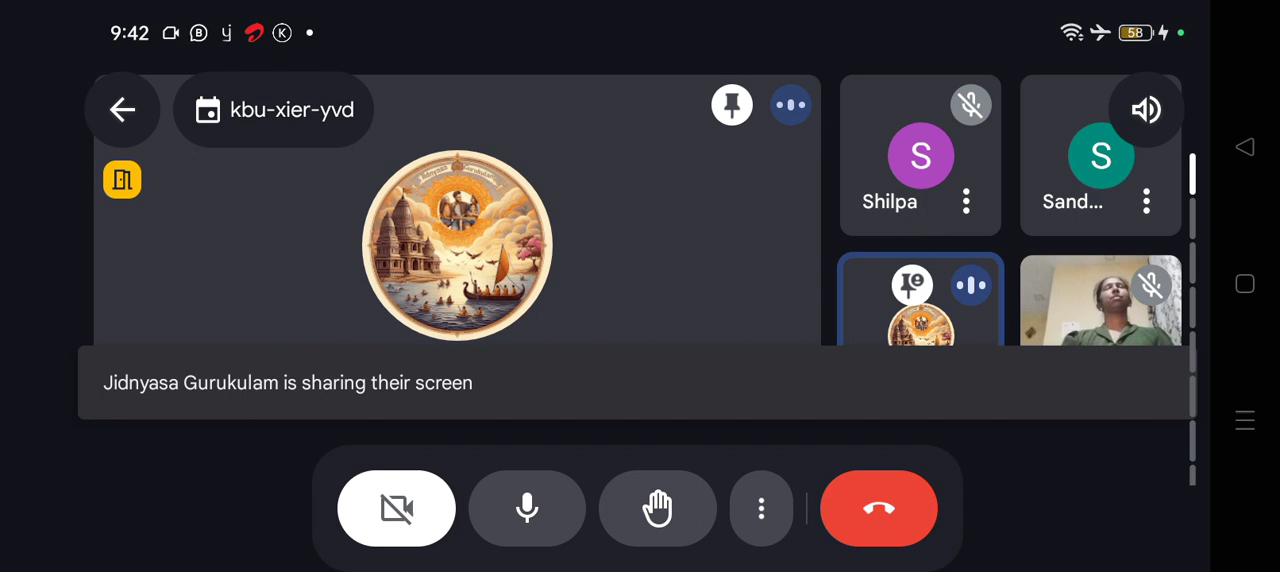 9:42
58
kbu-xier-yvd
S
S
Shilpa
Sand...
Jidnyasa Gurukulam is sharing their screen